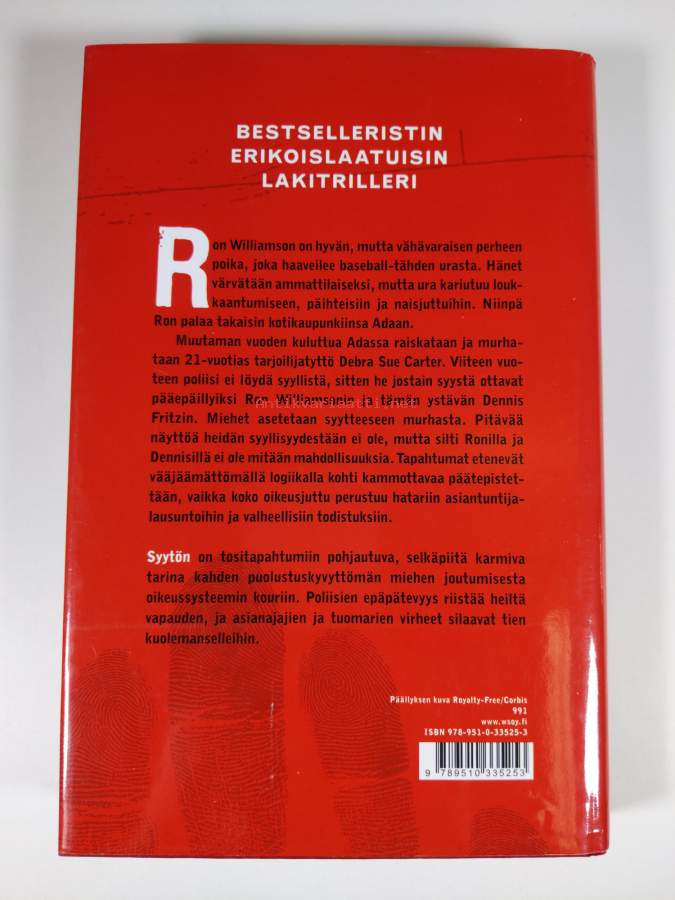 BESTSELLERISTIN
ERIKOISLAATUISIN
LAKITRILLERI
Ron Williamson on hyvän, mutta vähävaraisen perheen
poika, joka haaveilee baseball-tähden urasta. Hänet
värvätään ammattilaiseksi, mutta ura kariutuu louk-
kaantumiseen, päihteisiin ja naisjuttuihin. Niinpä
Ron palaa takaisin kotikaupunkiinsa Adaan.
Muutaman vuoden kuluttua Adassa raiskataan ja murha-
taan 21-vuotias tarjoilijatyttö Debra Sue Carter. Viiteen vuo-
teen poliisi ei löydä syyllistä, sitten he jostain syystä ottavat
pääepäillyiksi Ron Williamsonin ja tämän ystävän Dennis
Antikvariaatti.net
Fritzin. Miehet asetetaan syytteeseen murhasta. Pitävää
näyttöä heidän syyllisyydestään ei ole, mutta silti Ronilla ja
Dennisillä ei ole mitään mahdollisuuksia. Tapahtumat etenevät
vääjäämättömällä logiikalla kohti kammottavaa päätepistet-
tään, vaikka koko oikeusjuttu perustuu hatariin asiantuntija-
lausuntoihin ja valheellisiin todistuksiin.
Syytön on tositapahtumiin pohjautuva, selkäpiitä karmiva
tarina kahden puolustuskyvyttömän miehen joutumisesta
oikeussysteemin kouriin. Poliisien epäpätevyys riistää heiltä
vapauden, ja asianajajien ja tuomarien virheet silaavat tien
kuolemanselleihin.
Päällyksen kuva Royalty-Free/Corbis
991
www.wsoy.fi
ISBN 978-951-0-33525-3
9 789510 335253